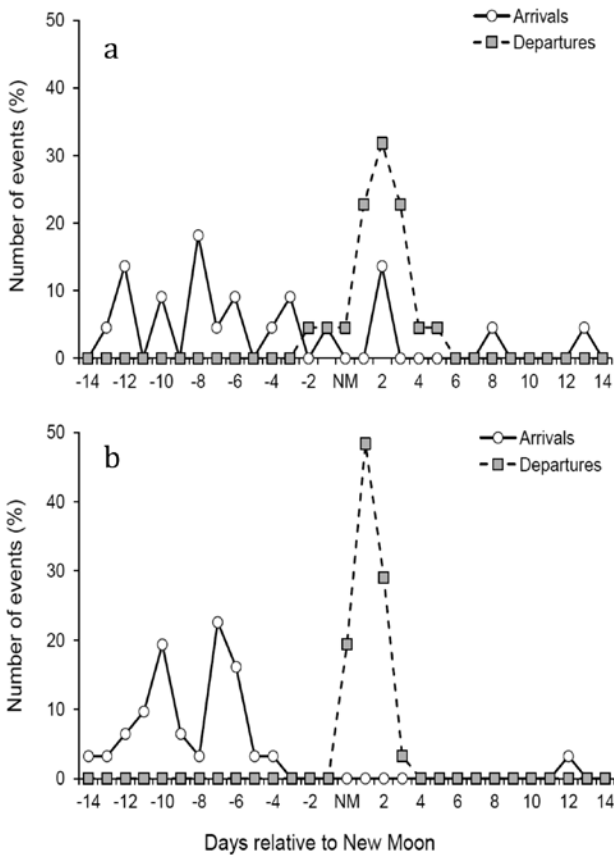 50
40
30
20
10
0
Number of events (%)
a
Arrivals
Departures
-14 -12 -10 -8 -6 -4 -2 NM 2 4 6 8 10 12 14
50
40
30
20
10
0
Number of events (%)
b
Arrivals
Departures
-14 -12 -10 -8 -6 -4 -2 NM 2 4 6 8 10 12 14
Days relative to New Moon